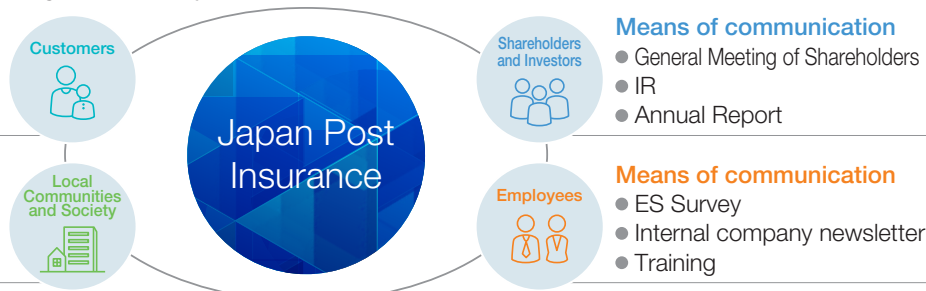 Customers
Local
Communities
and Society
Japan Post
Insurance
Shareholders
and Investors
Means of communication
● General Meeting of Shareholders
● IR
● Annual Report
Employees
Means of communication
● ES Survey
● Internal company newsletter
● Training